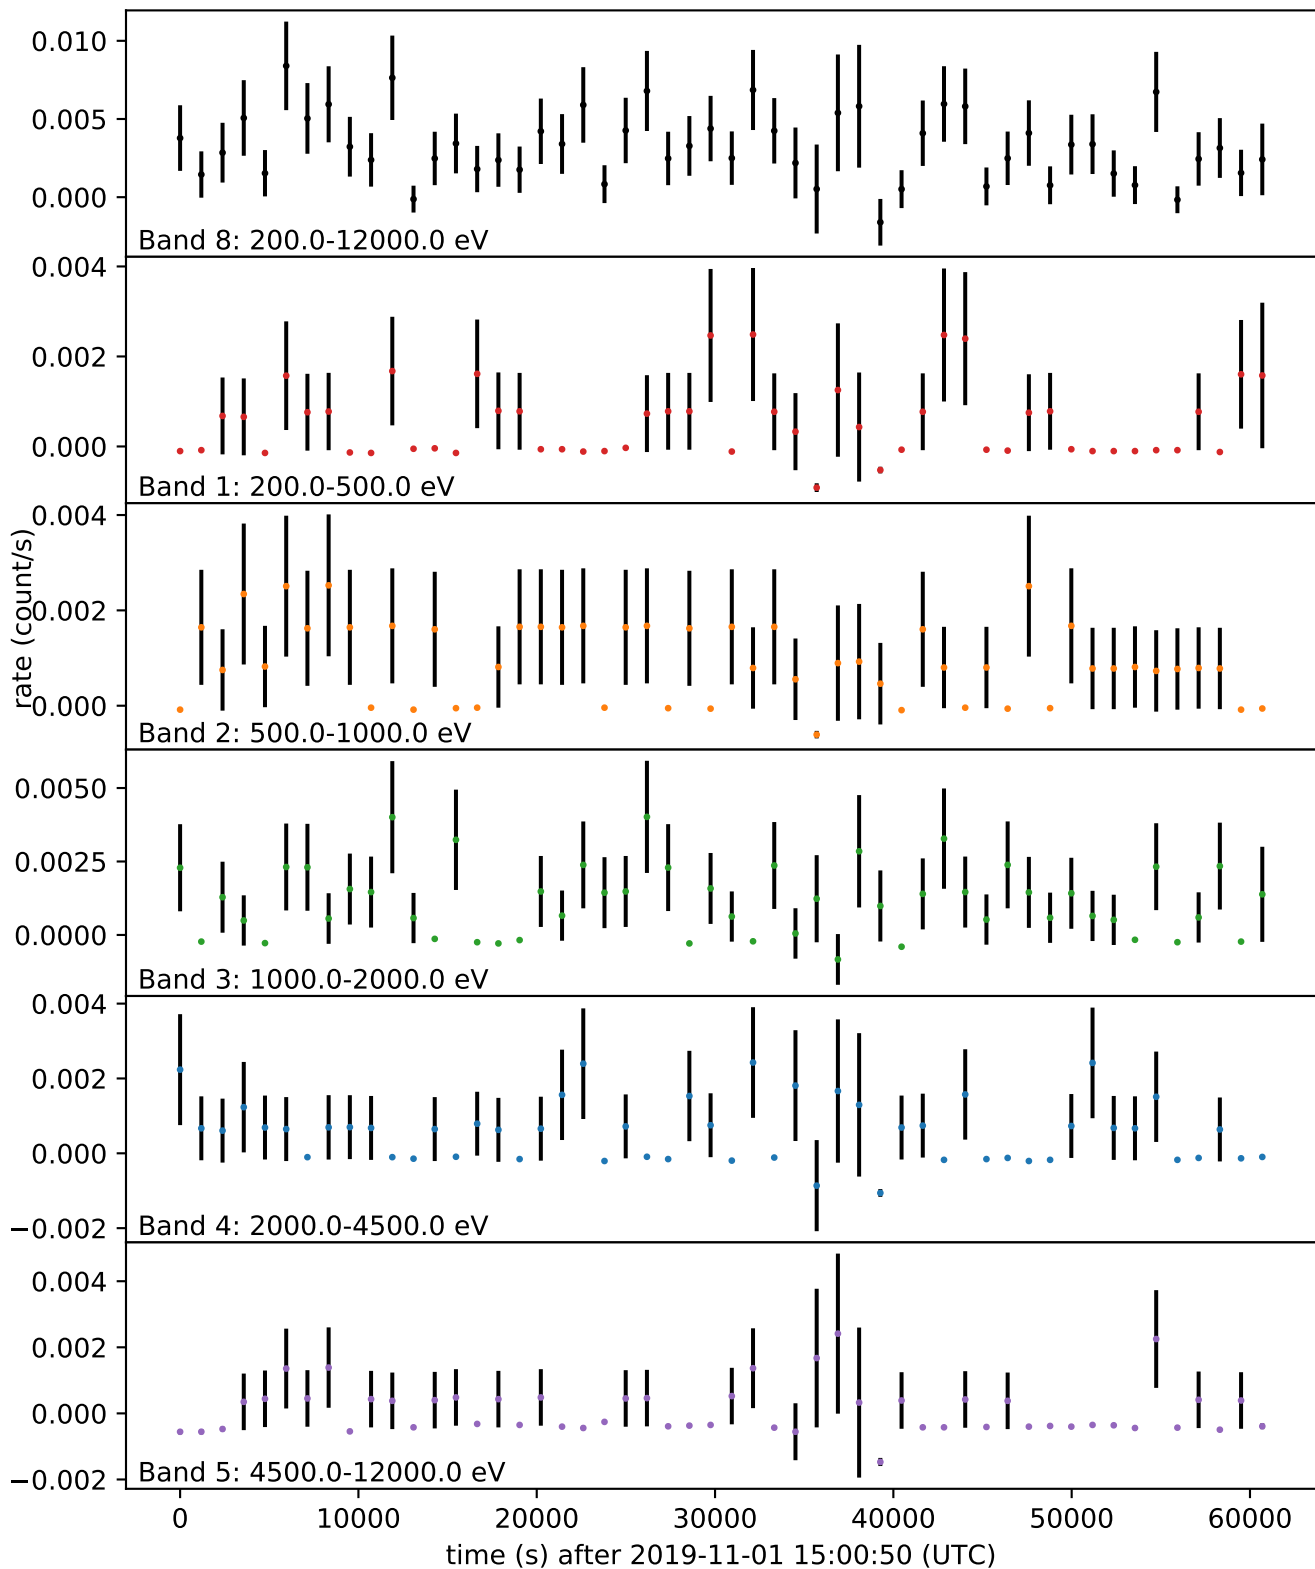 0.010
0.005
0.000
Band 8: 200.0-12000.0 eV
0.004
0.002
0.000
Band 1: 200.0-500.0 eV
rate (count/s)
0.004
0.002
0.000
Band 2: 500.0-1000.0 eV
0.0050
0.0025
0.0000
Band 3: 1000.0-2000.0 eV
0.004
0.002
0.000
−0.002
Band 4: 2000.0-4500.0 eV
0.004
0.002
0.000
−0.002
Band 5: 4500.0-12000.0 eV
0 10000 20000 30000 40000 50000 60000
time (s) after 2019-11-01 15:00:50 (UTC)